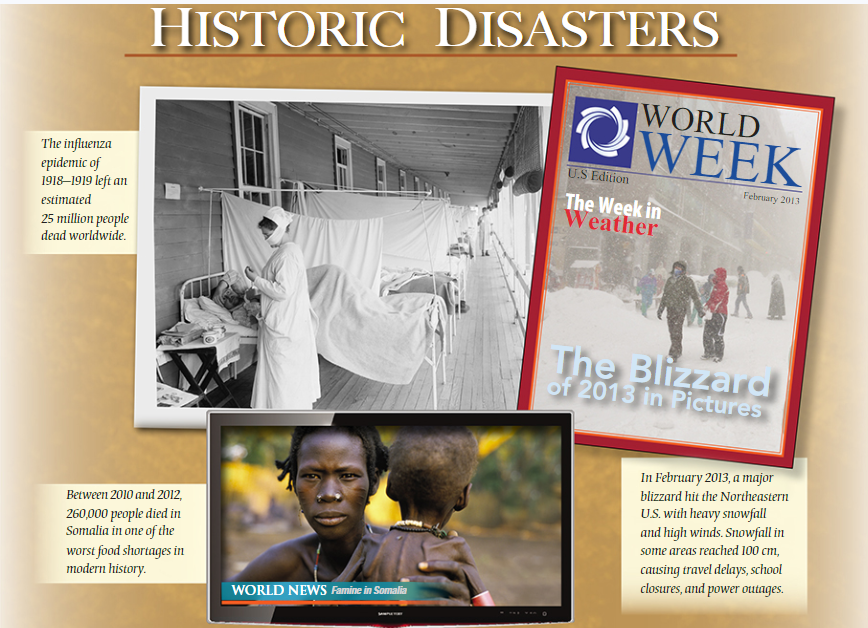 HISTORIC DISASTERS
The influenza
epidemic of
1918–1919 left an
estimated
25 million people
dead worldwide.
WORLD
WEEK
U.S Edition
February 2013
The Week in
Weather
The Blizzard
of 2013 in Pictures
Between 2010 and 2012,
260,000 people died in
Somalia in one of the
worst food shortages in
modern history.
WORLD NEWS Famine in Somalia
In February 2013, a major
blizzard hit the Northeastern
U.S. with heavy snowfall
and high winds. Snowfall in
some areas reached 100 cm,
causing travel delays, school
closures, and power outages.